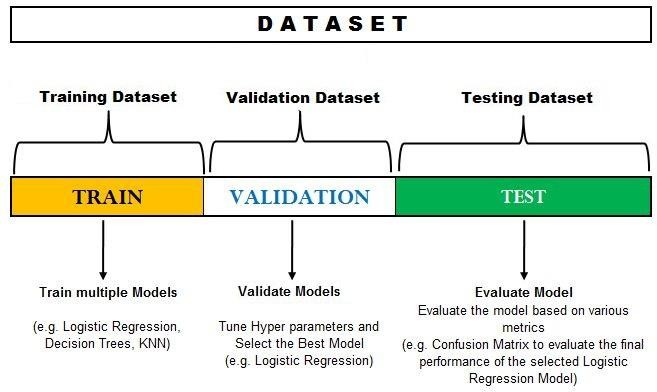 DATASET
Training Dataset
Validation Dataset
Testing Dataset
TRAIN
VALIDATION
TEST
Train multiple Models
(e.g. Logistic Regression,
Decision Trees, KNN)
Validate Models
Tune Hyper parameters and
Select the Best Model
(e.g. Logistic Regression)
Evaluate Model
Evaluate the model based on various
metrics
(e.g. Confusion Matrix to evaluate the final
performance of the selected Logistic
Regression Model)